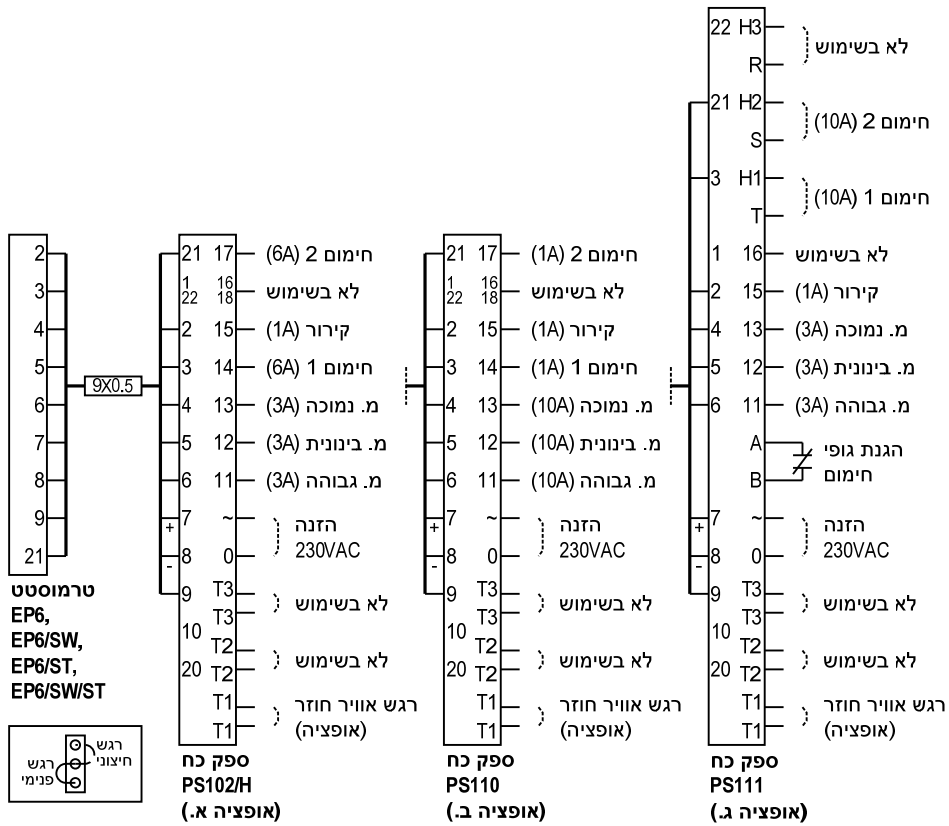 2
3
4
5
6
7
8
9
21
טרמוסטט
EP6,
EP6/SW,
EP6/ST,
EP6/SW/ST
רגש חיצוני
רגש פנימי
9X0.5
21 17 חימום 2 (6A)
1 16
22 18 לא בשימוש
2 15 קירור (1A)
3 14 חימום 1 (6A)
4 13 מ. נמוכה (3A)
5 12 מ. בינונית (3A)
6 11 מ. גבוהה (3A)
7 ~ הזנה
+
8 0 230VAC
-
9 T3
T3 לא בשימוש
10 T2
20 T2 לא בשימוש
T1 רגש אוויר חוזר
T1 (אופציה)
ספק כח
PS102/H
(אופציה א.)
21 17 חימום 2 (1A)
1 16
22 18 לא בשימוש
2 15 קירור (1A)
3 14 חימום 1 (1A)
4 13 מ. נמוכה (10A)
5 12 מ. בינונית (10A)
6 11 מ. גבוהה (10A)
7 ~ הזנה
+
8 0 230VAC
-
9 T3
T3 לא בשימוש
10 T2
20 T2 לא בשימוש
T1 רגש אוויר חוזר
T1 (אופציה)
ספק כח
PS110
(אופציה ב.)
22 H3
R לא בשימוש
21 H2
S חימום 2 (10A)
3 H1
T חימום 1 (10A)
1 16 לא בשימוש
2 15 קירור (1A)
4 13 מ. נמוכה (3A)
5 12 מ. בינונית (3A)
6 11 מ. גבוהה (3A)
A הגנת גופי
B חימום
7 ~ הזנה
+
8 0 230VAC
-
9 T3
T3 לא בשימוש
10 T2
20 T2 לא בשימוש
T1 רגש אוויר חוזר
T1 (אופציה)
ספק כח
PS111
(אופציה ג.)